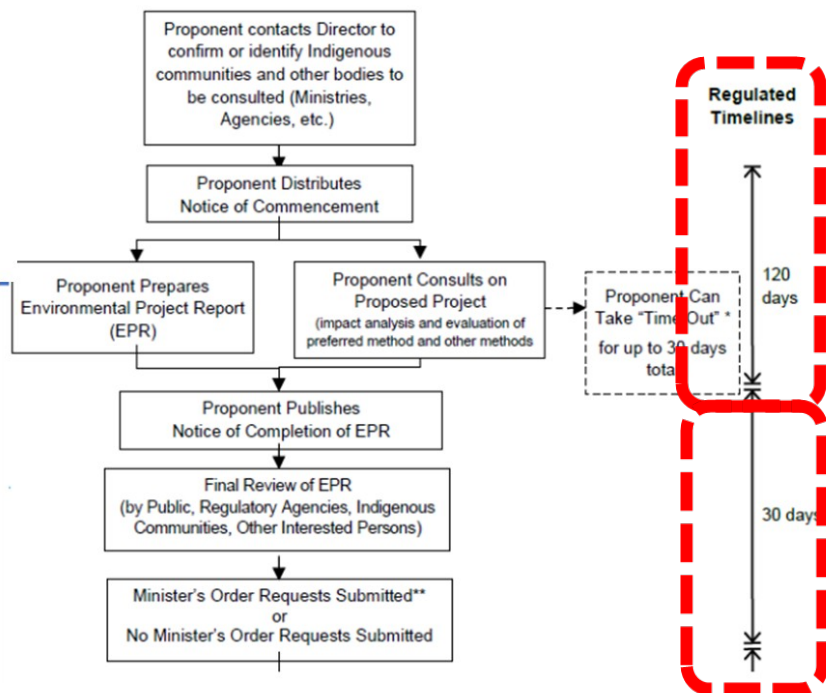 Proponent contacts Director to
confirm or identify Indigenous
communities and other bodies to
be consulted (Ministries,
Agencies, etc.)
Regulated
Timelines
Proponent Distributes
Notice of Commencement
Proponent Prepares
Environmental Project Report
(EPR)
Proponent Consults on
Proposed Project
(impact analysis and evaluation of
preferred method and other methods
Proponent Can
Take "Time Out" *
for up to 30 days
total
120
days
Proponent Publishes
Notice of Completion of EPR
Final Review of EPR
(by Public, Regulatory Agencies, Indigenous
Communities, Other Interested Persons)
30 days
Minister's Order Requests Submitted**
or
No Minister's Order Requests Submitted